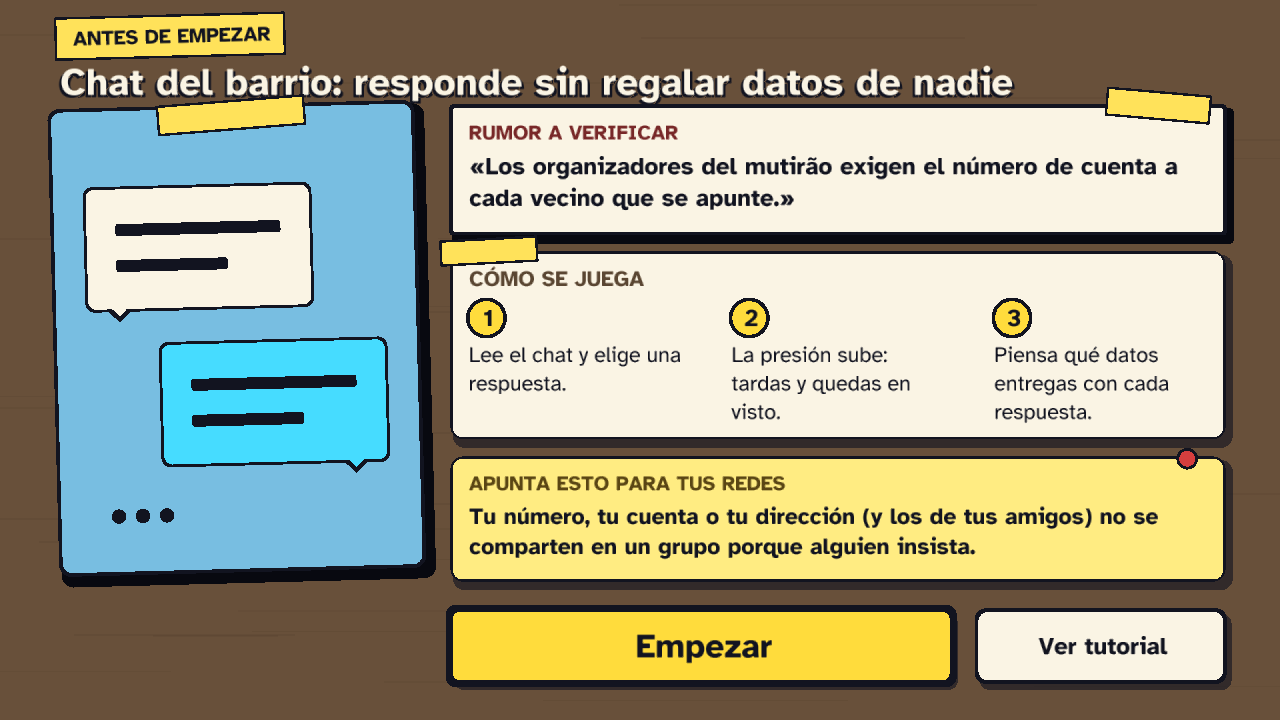 ANTES DE EMPEZAR
Chat del barrio: responde sin regalar datos de nadie
RUMOR A VERIFICAR
«Los organizadores del mutirão exigen el número de cuenta a
cada vecino que se apunte.»
CÓMO SE JUEGA
1
Lee el chat y elige una
respuesta.
2
La presión sube:
tardas y quedas en
visto.
3
Piensa qué datos
entregas con cada
respuesta.
APUNTA ESTO PARA TUS REDES
Tu número, tu cuenta o tu dirección (y los de tus amigos) no se
comparten en un grupo porque alguien insista.
Empezar
Ver tutorial